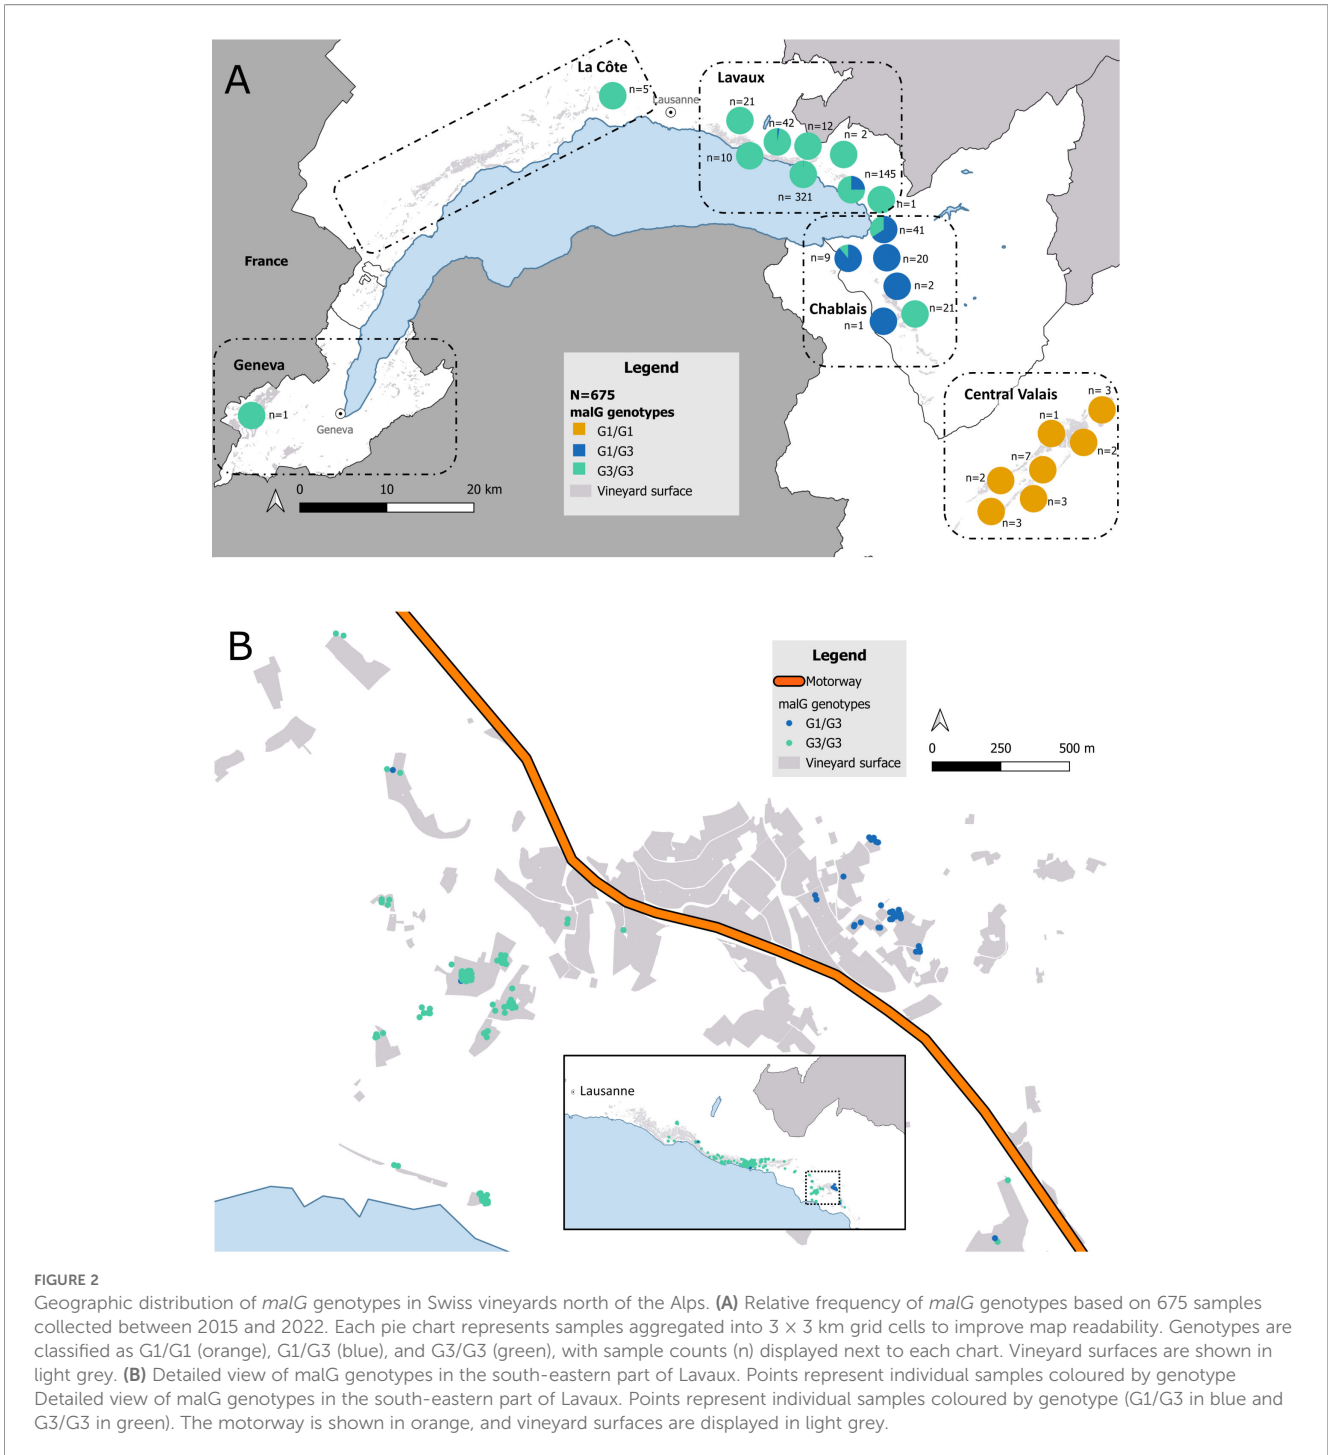 A
La Côte
n=5
Lausanne
Lavaux
n=21
n=42
n=12
n= 2
n=10
n=145
n= 321
n=1
n=41
n=9
n=20
n=2
Chablais
n=21
n=1
France
Geneva
n=1
Geneva
0 10 20 km
Legend
N=675
malG genotypes
G1/G1
G1/G3
G3/G3
Vineyard surface
Central Valais
n= 3
n=1
n=2
n=7
n=2
n=3
n=3
B
Legend
Motorway
malG genotypes
G1/G3
G3/G3
Vineyard surface
0 250 500 m
Lausanne
FIGURE 2
Geographic distribution of malG genotypes in Swiss vineyards north of the Alps. (A) Relative frequency of malG genotypes based on 675 samples
collected between 2015 and 2022. Each pie chart represents samples aggregated into 3 × 3 km grid cells to improve map readability. Genotypes are
classified as G1/G1 (orange), G1/G3 (blue), and G3/G3 (green), with sample counts (n) displayed next to each chart. Vineyard surfaces are shown in
light grey. (B) Detailed view of malG genotypes in the south-eastern part of Lavaux. Points represent individual samples coloured by genotype
Detailed view of malG genotypes in the south-eastern part of Lavaux. Points represent individual samples coloured by genotype (G1/G3 in blue and
G3/G3 in green). The motorway is shown in orange, and vineyard surfaces are displayed in light grey.